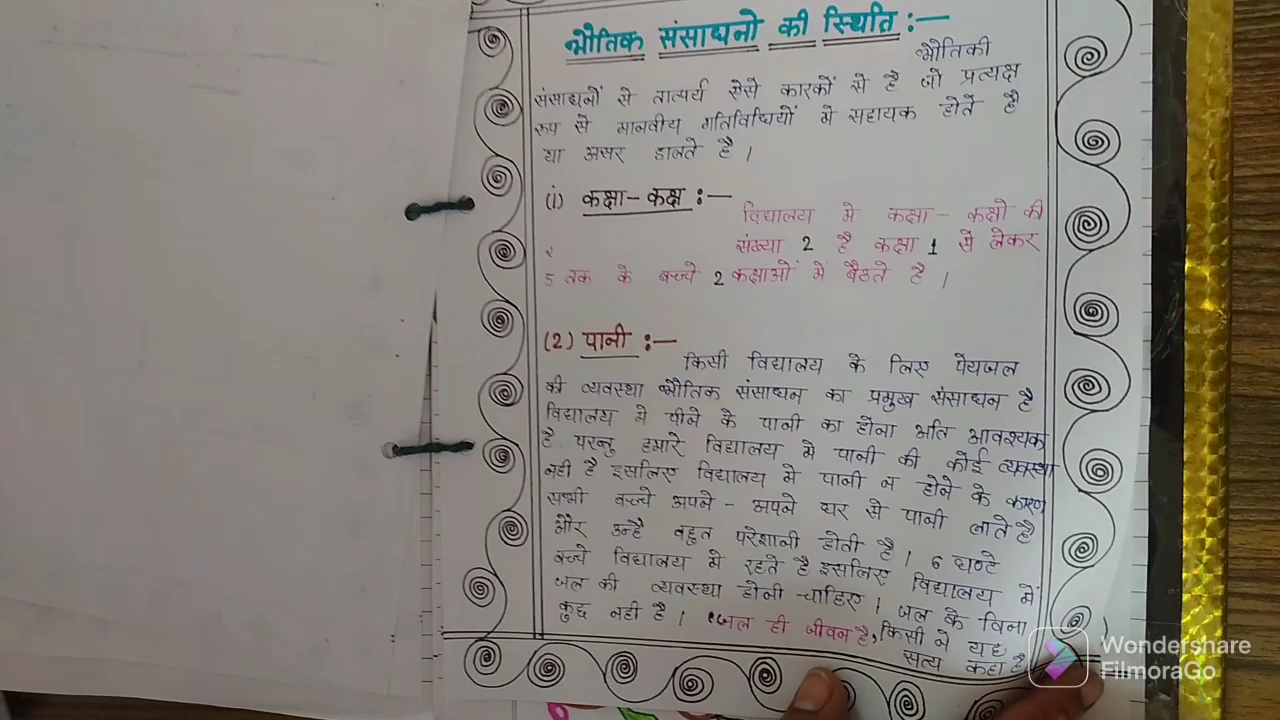 भौतिक संसाधनो की स्थिति :—
भौतिकी
संसाधनों से तात्पर्य ऐसे कारकों से है जो प्रत्यक्ष
रूप से मानवीय गतिविधियों मे सहायक होते है
या असर डालते है ।
(i) कक्षा - कक्ष :—
विद्यालय मे कक्षा - कक्षो की
संख्या 2 है कक्षा 1 से लेकर
5 तक के बच्चे 2 कक्षाओं में बैठते है ।
(2) पानी :—
किसी विद्यालय के लिए पेयजल
की व्यवस्था भौतिक संसाधन का प्रमुख संसाधन है
विद्यालय मे पीने के पानी का होना अति आवश्यक
है परन्तु हमारे विद्यालय मे पानी की कोई व्यवस्था
नही है इसलिए विद्यालय मे पानी न होने के कारण
सभी बच्चे अपने - अपने घर से पानी लाते है
और उन्है बहुत परेशानी होती है । 6 घण्टे
बच्चे विद्यालय मे रहते है इसलिए विद्यालय में
जल की व्यवस्था होनी चाहिए । जल के विना
कुछ नही है । "जल ही जीवन है, किसी ने यह
सत्य कहा है
Wondershare
FilmoraGo